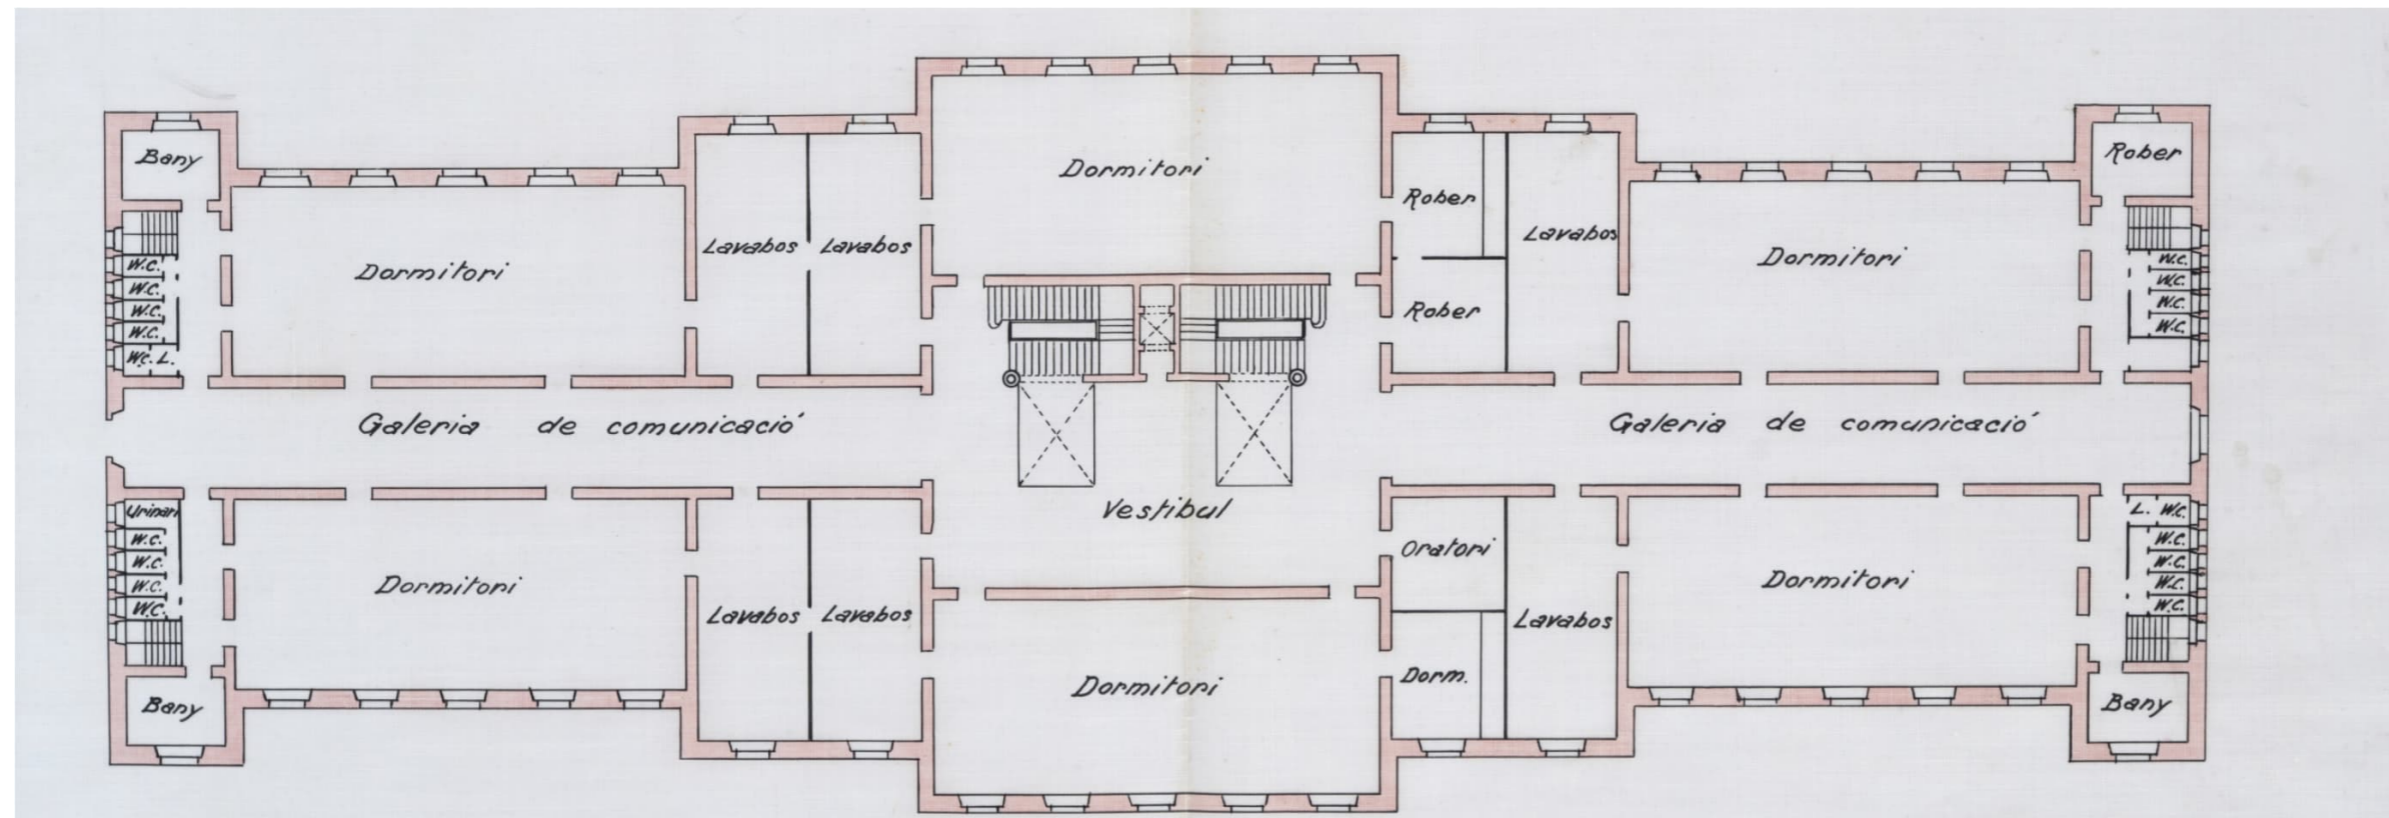 Bany
Dormitori
W.C.
W.C.
W.C.
W.C.
W.C. L.
Lavabos
Lavabos
Dormitori
Rober
Rober
Lavabos
Dormitori
Rober
W.C.
W.C.
W.C.
W.C.
Galeria de comunicació
Vestibul
Galeria de comunicació
Urinari
W.C.
W.C.
W.C.
W.C.
Bany
Dormitori
Lavabos
Lavabos
Dormitori
Oratori
Dorm.
Lavabos
Dormitori
L. W.C.
W.C.
W.C.
W.C.
W.C.
Bany